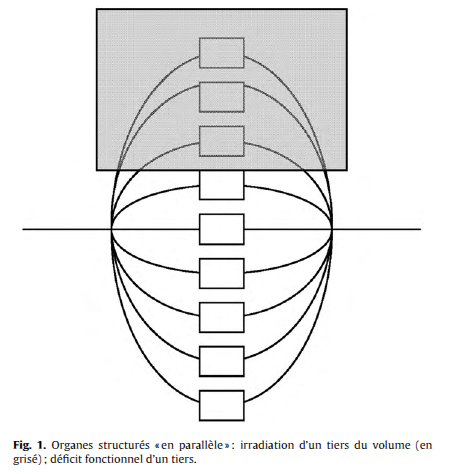 Fig. 1. Organes structurés «en parallèle»: irradiation d'un tiers du volume (en
grisé); déficit fonctionnel d'un tiers.